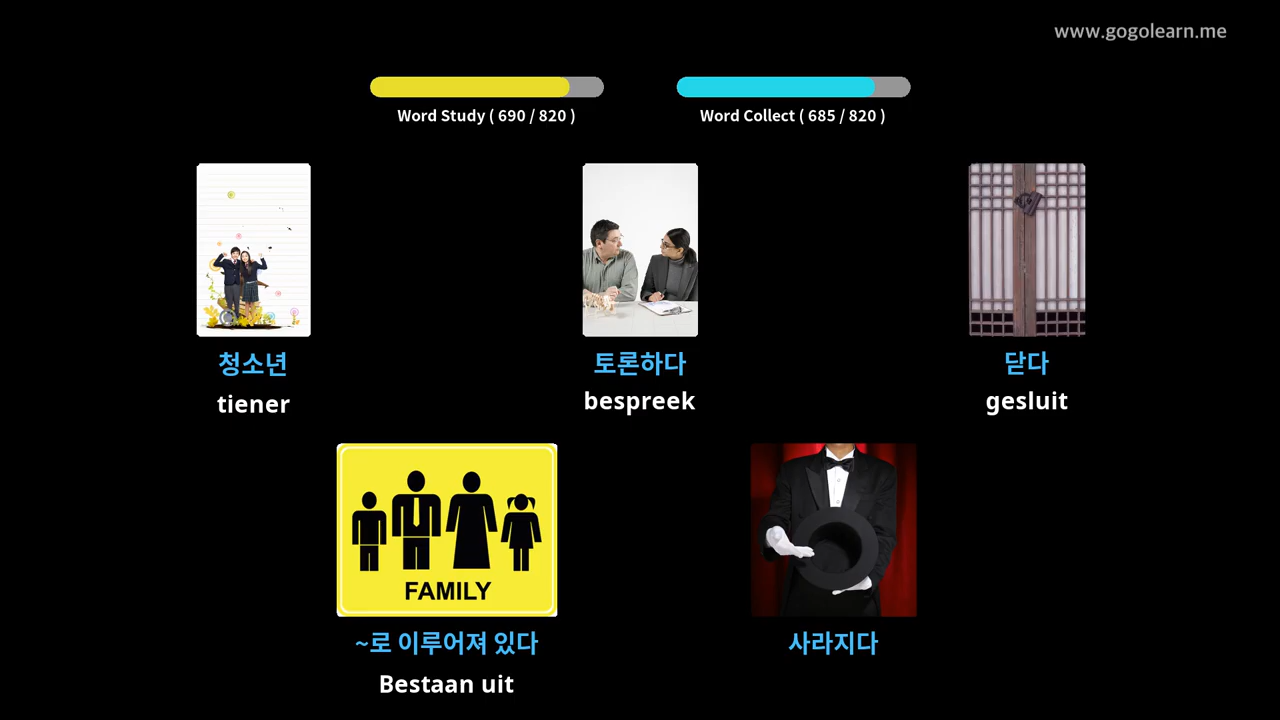 www.gogolearn.me
Word Study ( 690 / 820 )
Word Collect ( 685 / 820 )
청소년
토론하다
닫다
tiener
bespreek
gesluit
FAMILY
~로 이루어져 있다
사라지다
Bestaan uit